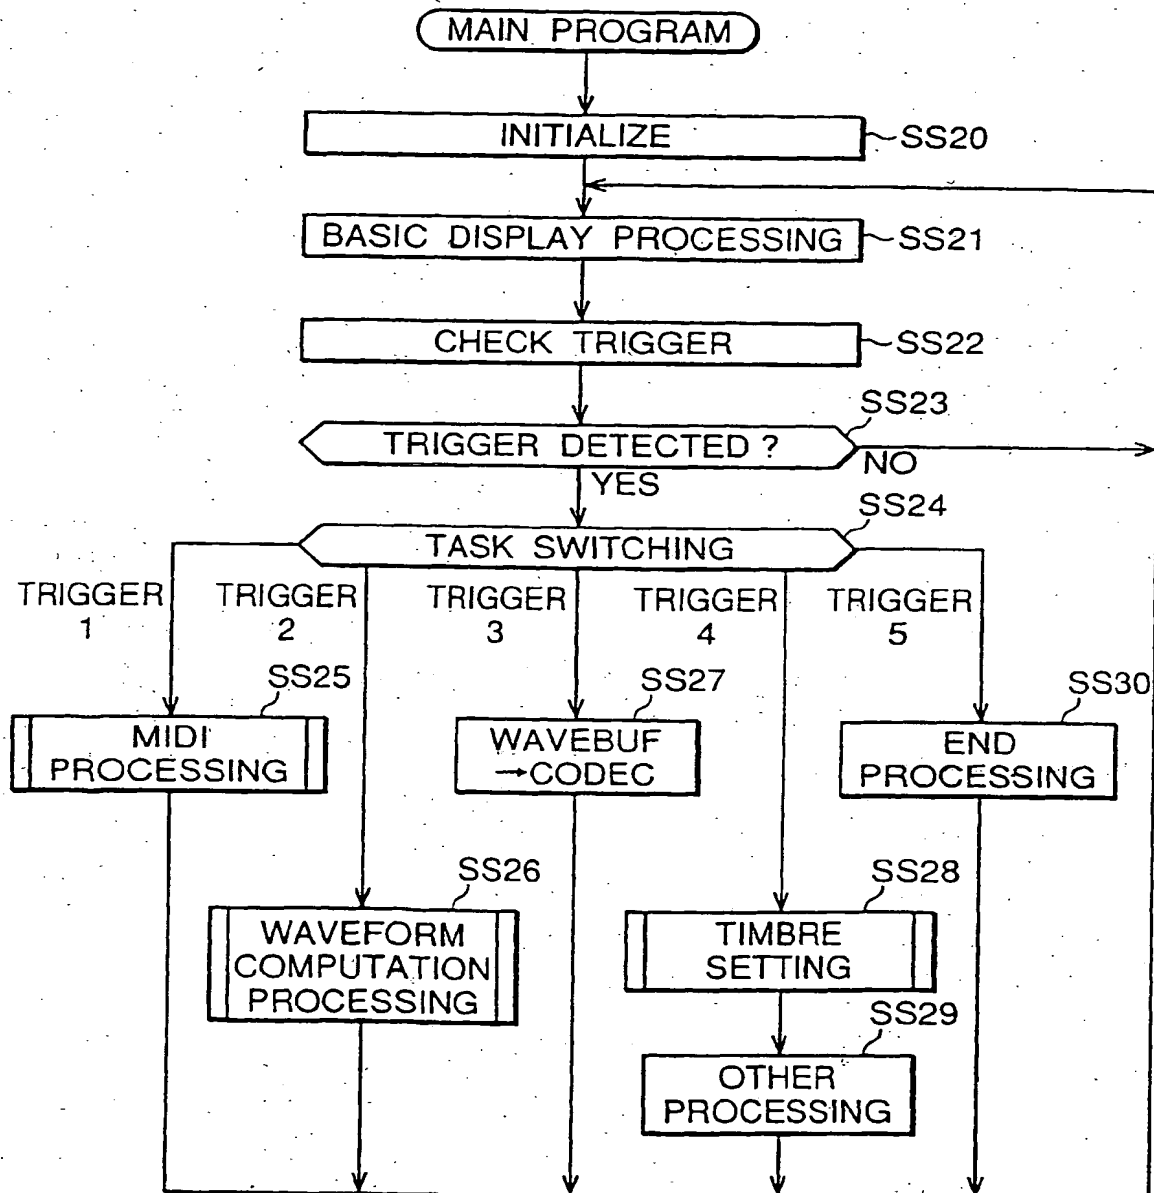 MAIN PROGRAM
INITIALIZE
SS20
BASIC DISPLAY PROCESSING
SS21
CHECK TRIGGER
SS22
SS23
TRIGGER DETECTED ?
NO
YES
SS24
TASK SWITCHING
TRIGGER
1
TRIGGER
2
TRIGGER
3
TRIGGER
4
TRIGGER
5
SS25
MIDI
PROCESSING
SS27
WAVEBUF
→CODEC
SS30
END
PROCESSING
SS26
WAVEFORM
COMPUTATION
PROCESSING
SS28
TIMBRE
SETTING
SS29
OTHER
PROCESSING